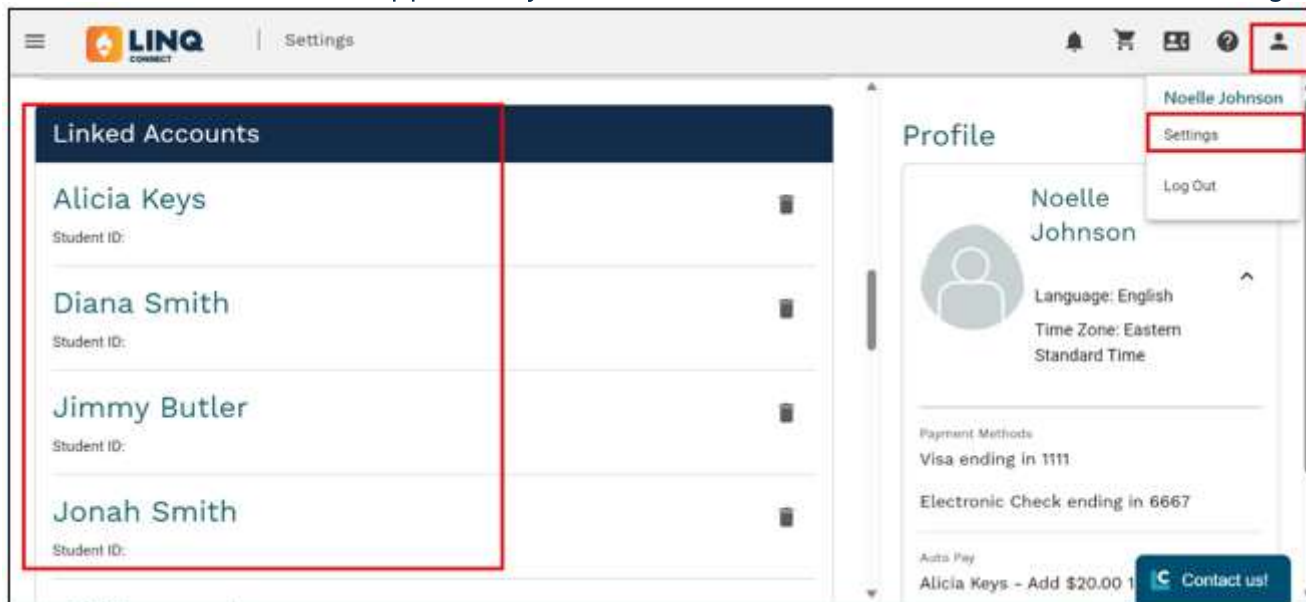 LINQ
CONNECT
| Settings
Noelle Johnson
Settings
Log Out
Linked Accounts
Alicia Keys
Student ID:
Diana Smith
Student ID:
Jimmy Butler
Student ID:
Jonah Smith
Student ID:
Profile
Noelle
Johnson
Language: English
Time Zone: Eastern
Standard Time
Payment Methods
Visa ending in 1111
Electronic Check ending in 6667
Auto Pay
Alicia Keys - Add $20.00 1
Contact us!